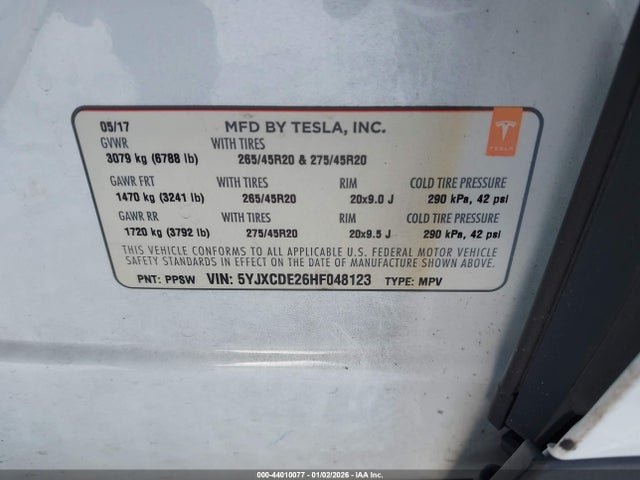 05/17 MFD BY TESLA, INC.
GVWR WITH TIRES
3079 kg (6788 lb) 265/45R20 & 275/45R20
TESLA
GAWR FRT WITH TIRES RIM COLD TIRE PRESSURE
1470 kg (3241 lb) 265/45R20 20x9.0 J 290 kPa, 42 psi
GAWR RR WITH TIRES RIM COLD TIRE PRESSURE
1720 kg (3792 lb) 275/45R20 20x9.5 J 290 kPa, 42 psi
THIS VEHICLE CONFORMS TO ALL APPLICABLE U.S. FEDERAL MOTOR VEHICLE
SAFETY STANDARDS IN EFFECT ON THE DATE OF MANUFACTURE SHOWN ABOVE.
PNT: PPSW VIN: 5YJXCDE26HF048123 TYPE: MPV
000-44010077 - 01/02/2026 - IAA Inc.